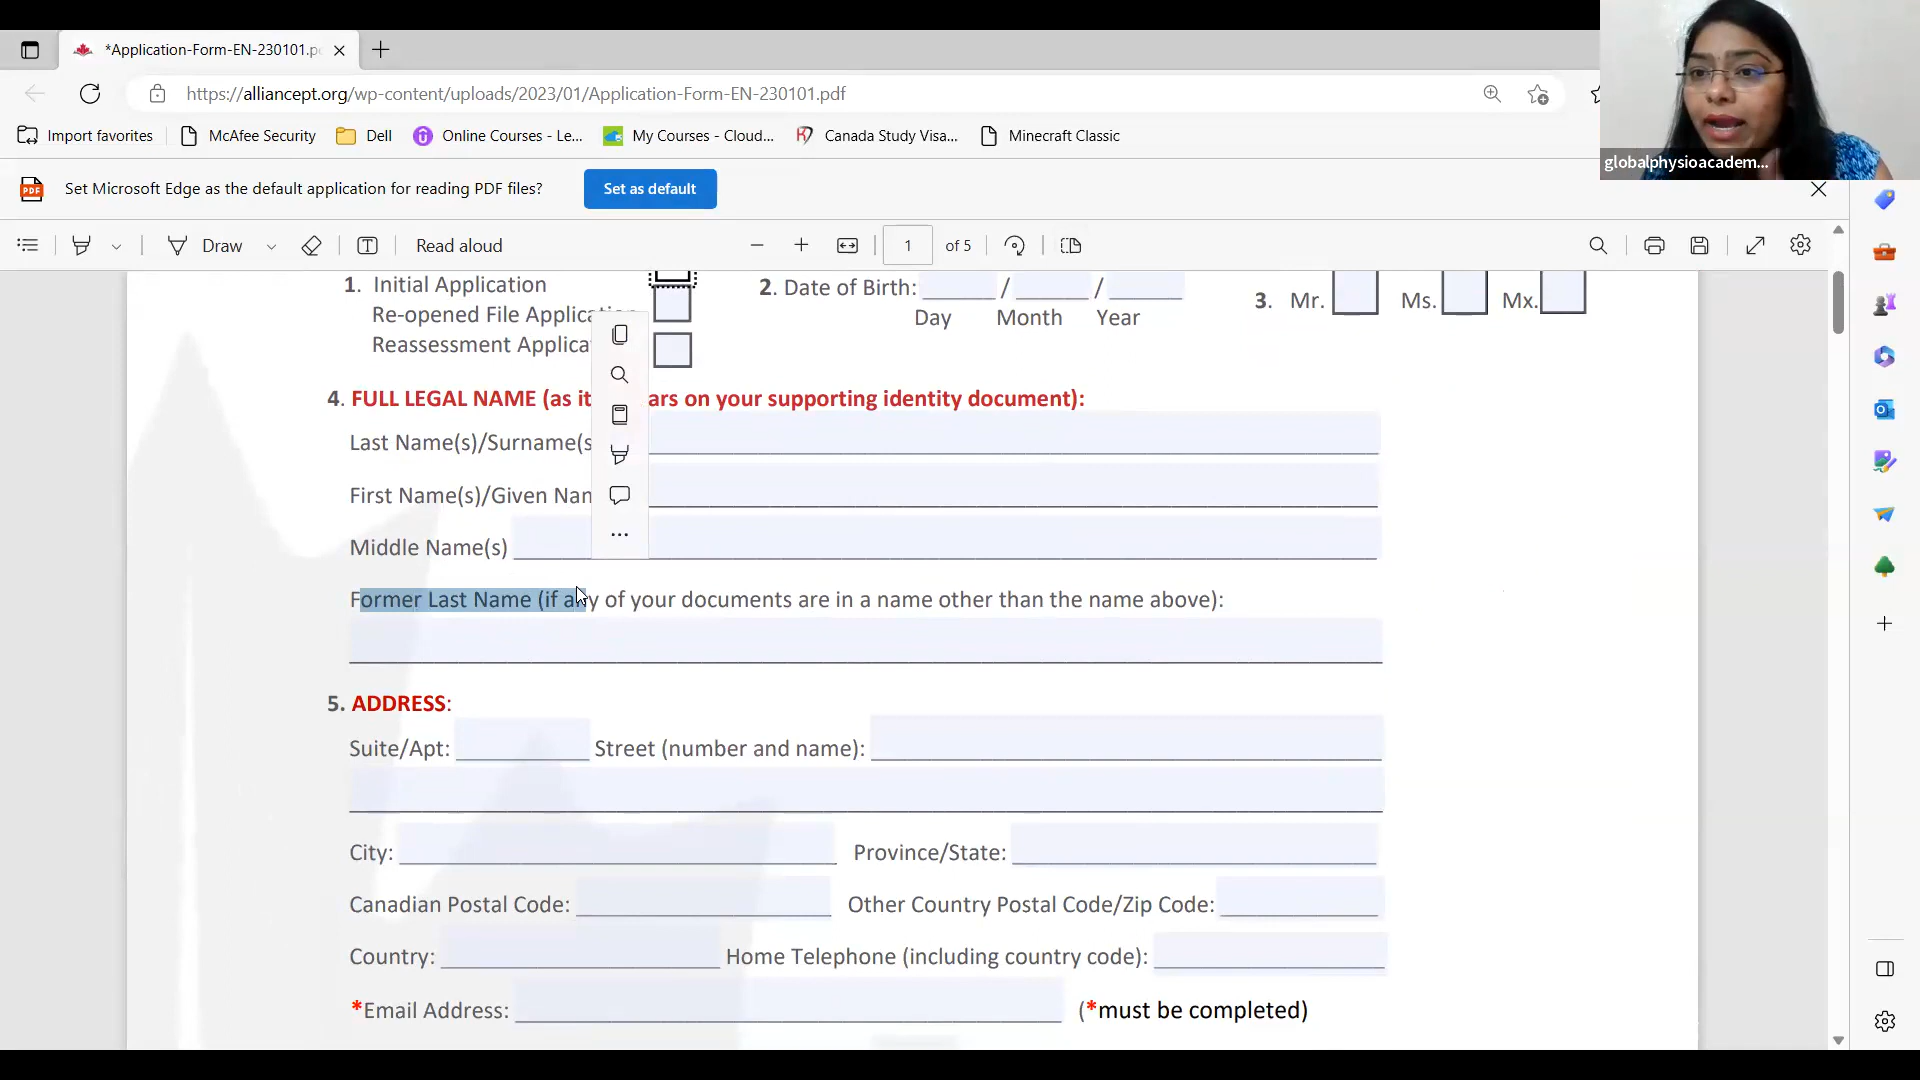 *Application-Form-EN-230101.p
https://alliancept.org/wp-content/uploads/2023/01/Application-Form-EN-230101.pdf
Import favorites McAfee Security Dell Online Courses - Le... My Courses - Cloud... Canada Study Visa... Minecraft Classic
globalphysioacadem...
PDF Set Microsoft Edge as the default application for reading PDF files? Set as default
Draw Read aloud 1 of 5
1. Initial Application 2. Date of Birth: / / 3. Mr. Ms. Mx.
Re-opened File Application Day Month Year
Reassessment Applica
4. FULL LEGAL NAME (as it ars on your supporting identity document):
Last Name(s)/Surname(s
First Name(s)/Given Nam
Middle Name(s)
Former Last Name (if any of your documents are in a name other than the name above):
5. ADDRESS:
Suite/Apt: Street (number and name):
City: Province/State:
Canadian Postal Code: Other Country Postal Code/Zip Code:
Country: Home Telephone (including country code):
*Email Address: (*must be completed)